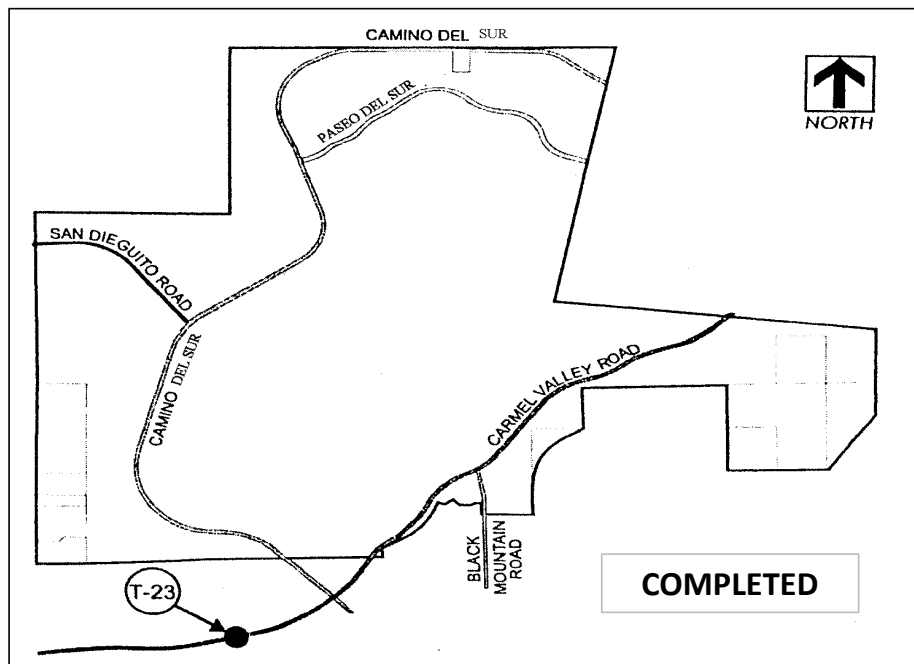 CAMINO DEL SUR
NORTH
PASEO DEL SUR
SAN DIEGUITO ROAD
CAMINO DEL SUR
CARMEL VALLEY ROAD
BLACK
MOUNTAIN
ROAD
T-23
COMPLETED